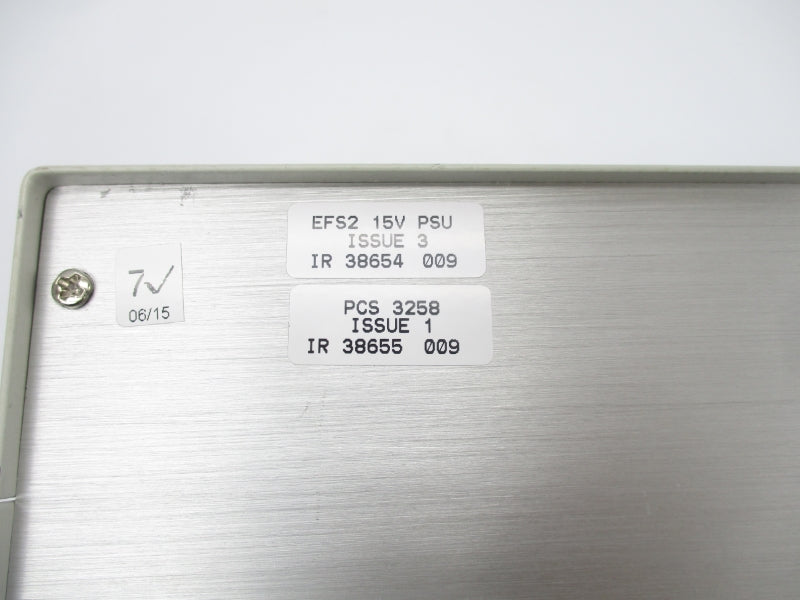 EFS2 15V PSU
ISSUE 3
IR 38654 009
7✓
06/15
PCS 3258
ISSUE 1
IR 38655 009